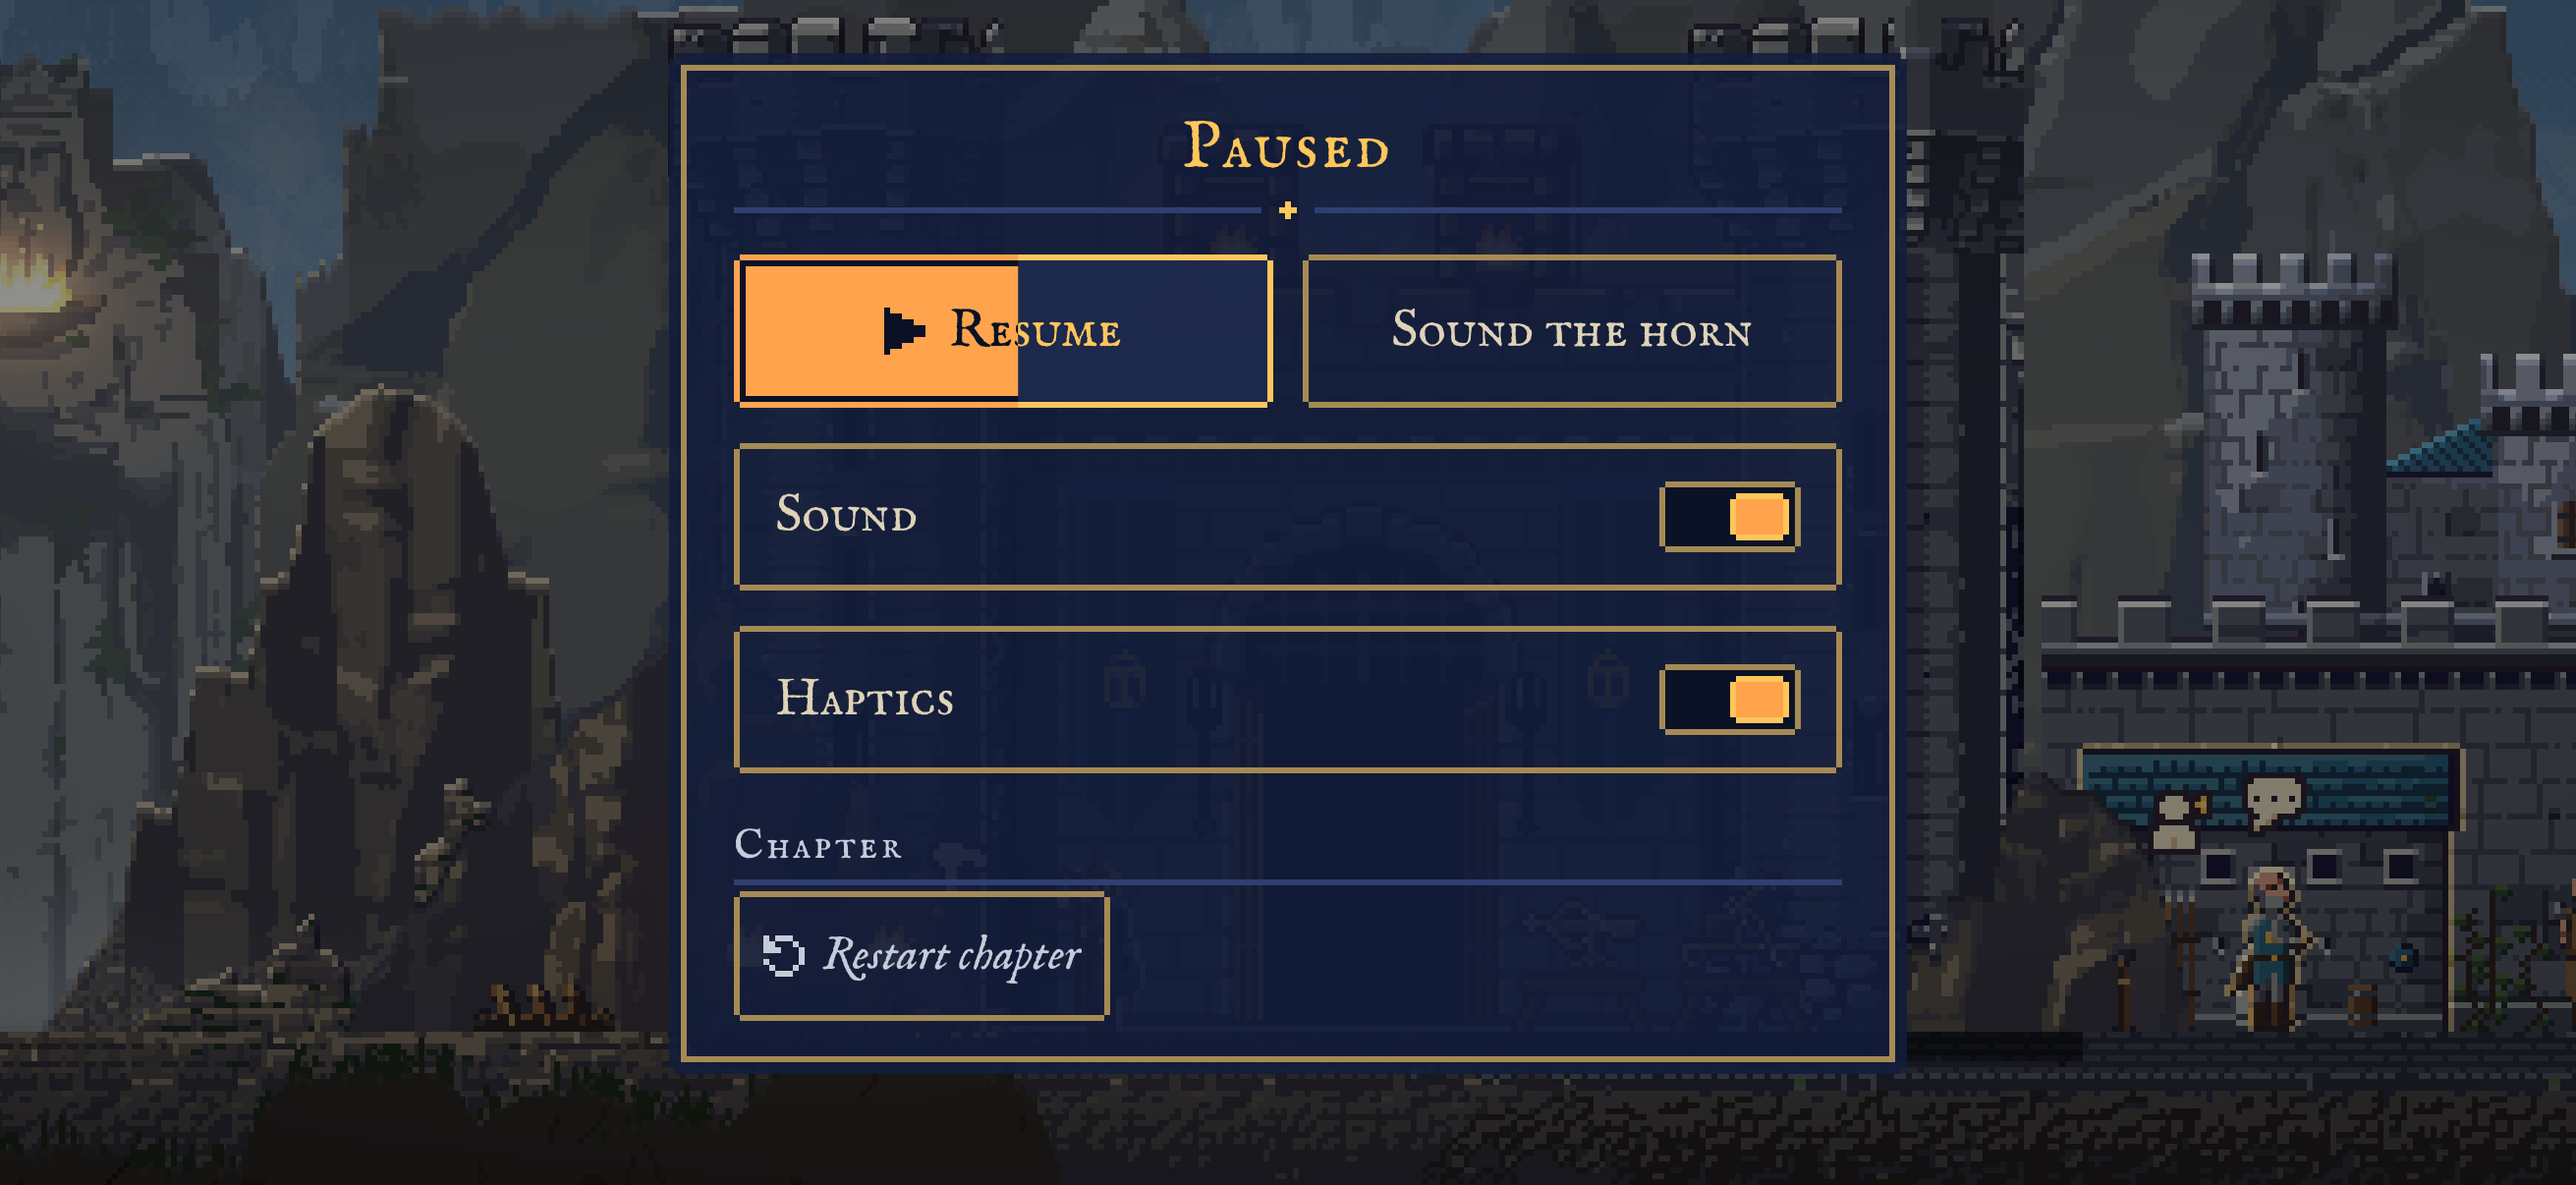 Paused
Resume
Sound the horn
Sound
Haptics
Chapter
Restart chapter